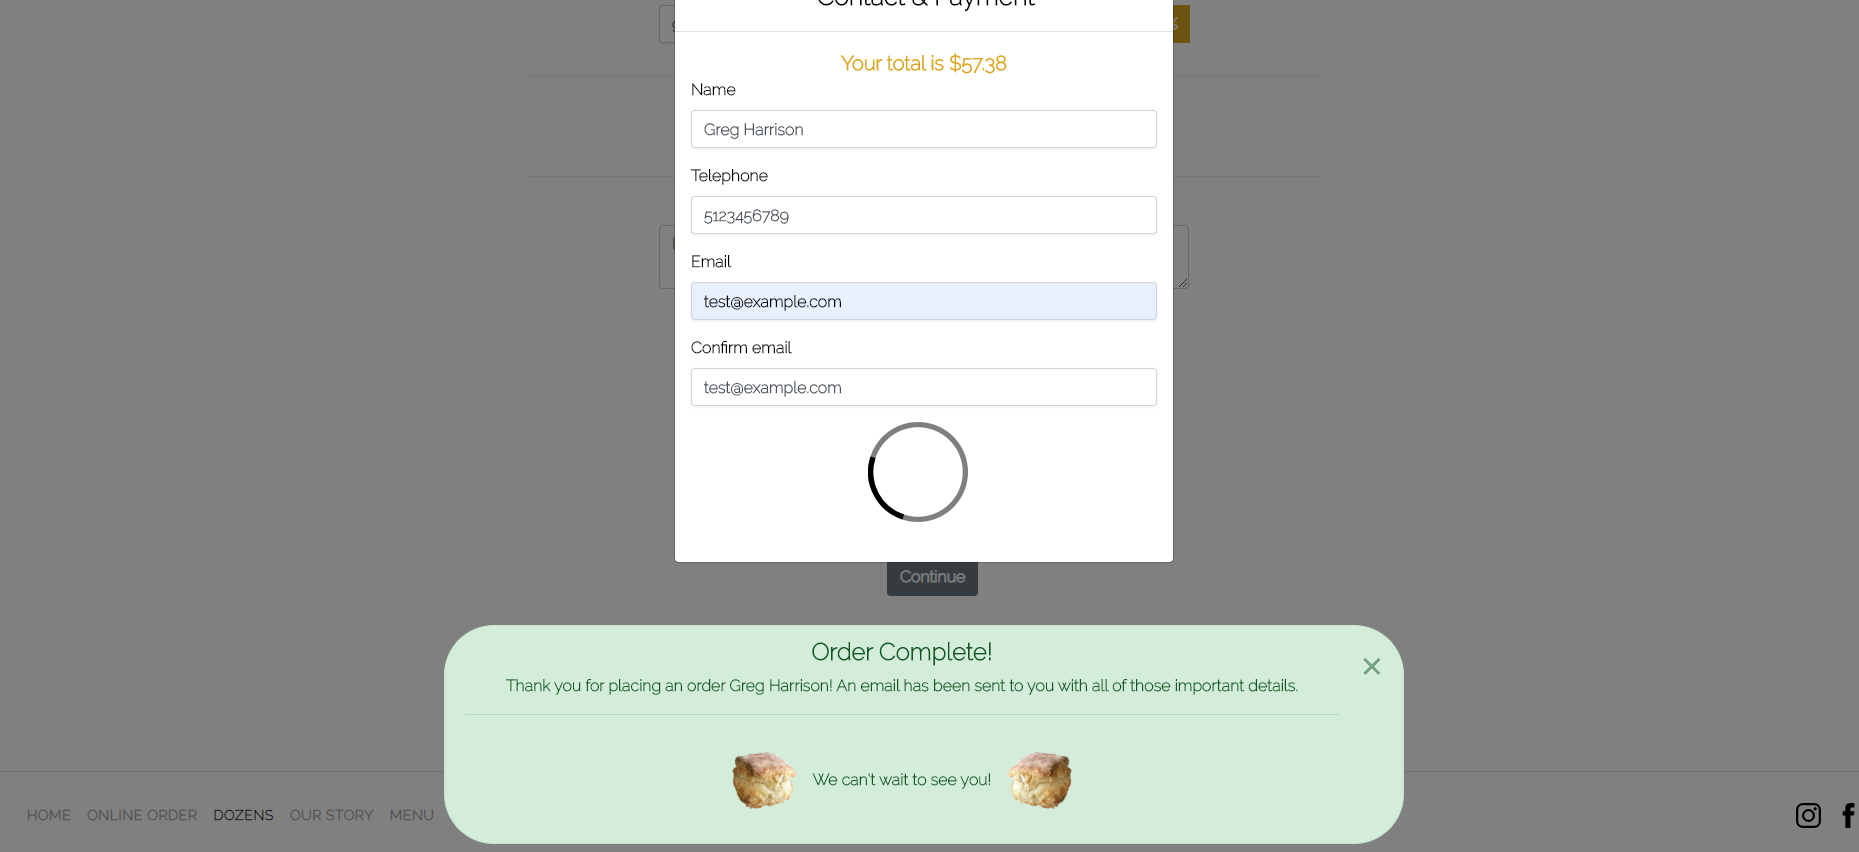 Contact & Payment
Your total is $57.38
Name
Greg Harrison
Telephone
5123456789
Email
test@example.com
Confirm email
test@example.com
Continue
Order Complete!
Thank you for placing an order Greg Harrison! An email has been sent to you with all of those important details.
We can't wait to see you!
HOME ONLINE ORDER DOZENS OUR STORY MENU